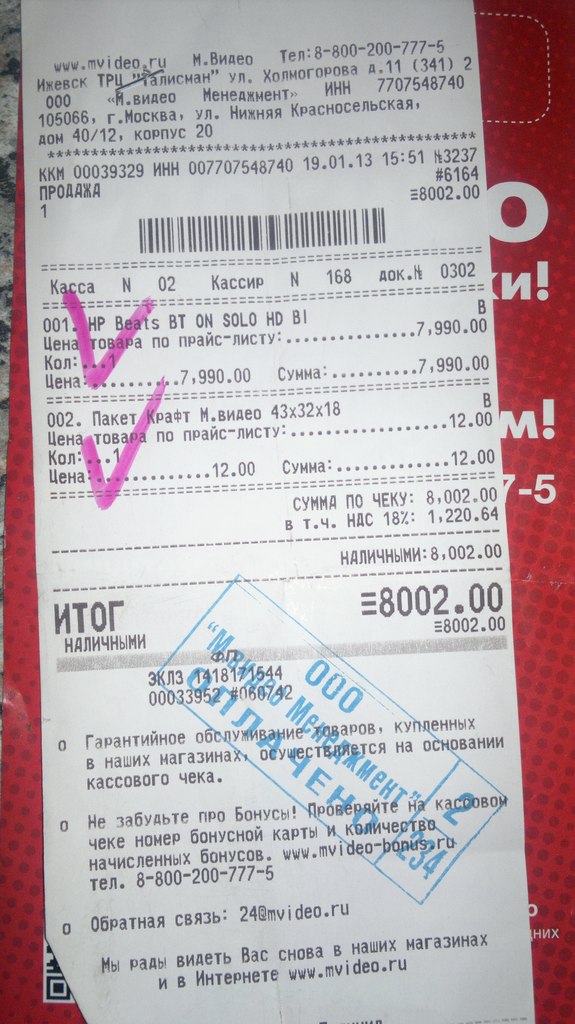 www.mvideo.ru М.Видео Тел:8-800-200-777-5
Ижевск ТРЦ "Талисман" ул. Холмогорова д.11 (341) 2
ООО «М.видео Менеджмент» ИНН 7707548740
105066, г.Москва, ул. Нижняя Красносельская,
дом 40/12, корпус 20
************************************************
ККМ 00039329 ИНН 007707548740 19.01.13 15:51 №3237
#6164
ПРОДАЖА ≡8002.00
1
Касса N 02 Кассир N 168 док.№ 0302
001. HP Beats BT ON SOLO HD Bl В
Цена товара по прайс-листу:................7,990.00
Кол:...1
Цена:..........7,990.00 Сумма:..........7,990.00
002. Пакет Крафт М.видео 43x32x18 В
Цена товара по прайс-листу:...................12.00
Кол:...1
Цена:.............12.00 Сумма:.............12.00
СУММА ПО ЧЕКУ: 8,002.00
в т.ч. НДС 18%: 1,220.64
НАЛИЧНЫМИ:8,002.00
ИТОГ ≡8002.00
НАЛИЧНЫМИ ≡8002.00
ФП
ЭКЛЗ 1418171544
00033952 #060742
ООО
"М.видео Менеджмент"
ОПЛАЧЕНО
2
234
o Гарантийное обслуживание товаров, купленных
в наших магазинах, осуществляется на основании
кассового чека.
o Не забудьте про Бонусы! Проверяйте на кассовом
чеке номер бонусной карты и количество
начисленных бонусов. www.mvideo-bonus.ru
тел. 8-800-200-777-5
o Обратная связь: 24@mvideo.ru
Мы рады видеть Вас снова в наших магазинах
и в Интернете www.mvideo.ru
о
ки!
м!
7-5